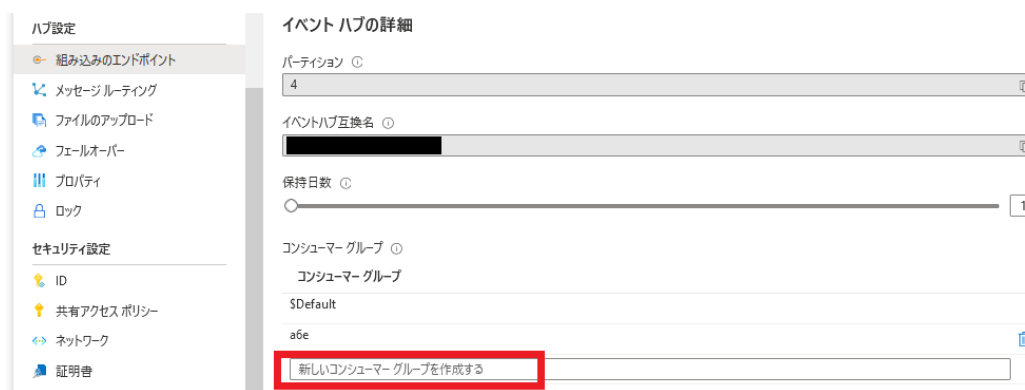 ハブ設定
組み込みのエンドポイント
メッセージ ルーティング
ファイルのアップロード
フェールオーバー
プロパティ
ロック
セキュリティ設定
ID
共有アクセス ポリシー
ネットワーク
証明書
イベント ハブの詳細
パーティション
4
イベントハブ互換名
保持日数
1
コンシューマー グループ
コンシューマー グループ
$Default
a6e
新しいコンシューマー グループを作成する